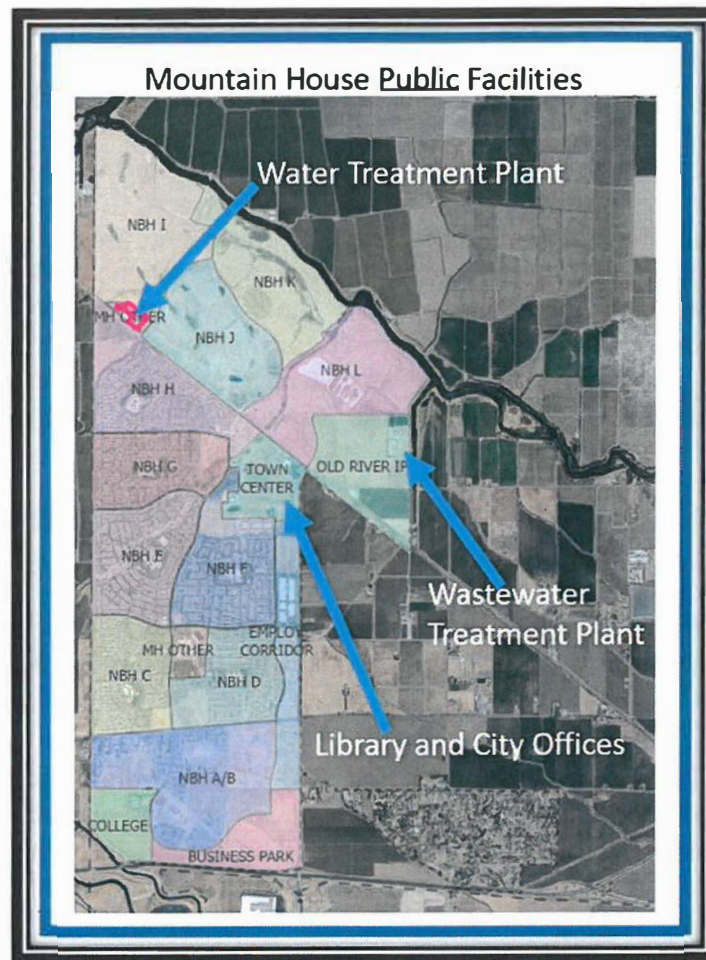 Mountain House Public Facilities
Water Treatment Plant
NBH I
NBH K
MH OTHER
NBH J
NBH L
NBH H
NBH G
TOWN
CENTER
OLD RIVER IP
NBH E
NBH F
Wastewater
Treatment Plant
EMPLOY
CORRIDOR
MH OTHER
NBH C
NBH D
Library and City Offices
NBH A/B
COLLEGE
BUSINESS PARK